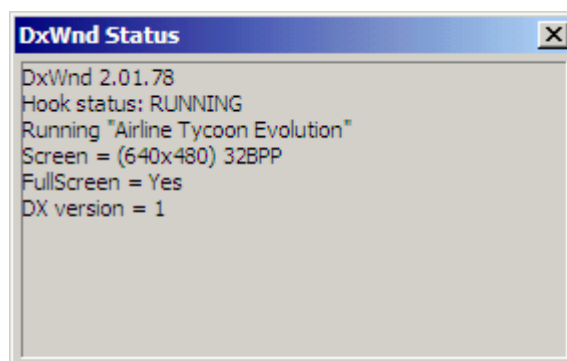 DxWnd Status
DxWnd 2.01.78
Hook status: RUNNING
Running "Airline Tycoon Evolution"
Screen = (640x480) 32BPP
FullScreen = Yes
DX version = 1